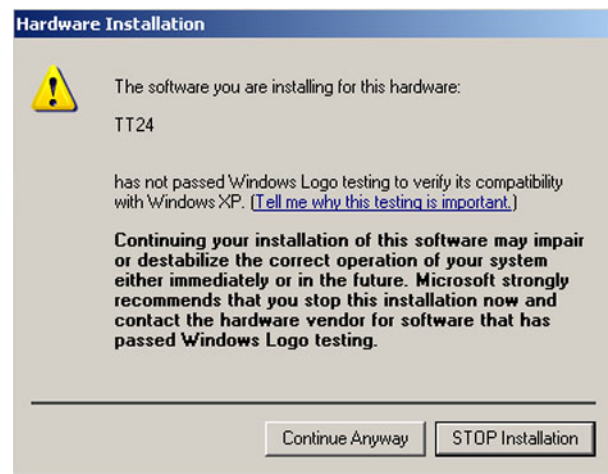 Hardware Installation
The software you are installing for this hardware:
TT24
has not passed Windows Logo testing to verify its compatibility
with Windows XP. (Tell me why this testing is important.)
Continuing your installation of this software may impair
or destabilize the correct operation of your system
either immediately or in the future. Microsoft strongly
recommends that you stop this installation now and
contact the hardware vendor for software that has
passed Windows Logo testing.
Continue Anyway
STOP Installation